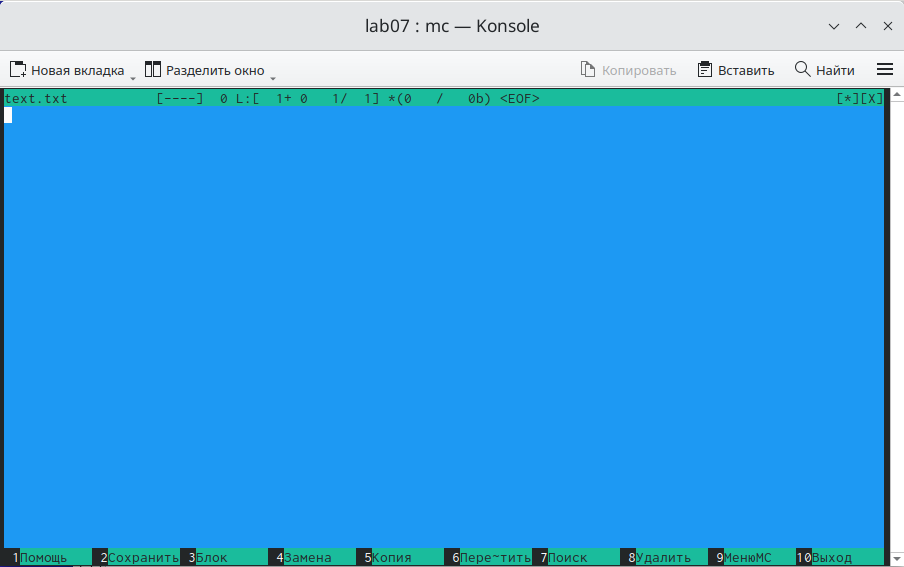 lab07 : mc — Konsole
Новая вкладка Разделить окно Копировать Вставить Найти
text.txt [----] 0 L:[ 1+ 0 1/ 1] *(0 / 0b) <EOF> [*][X]
1Помощь 2Сохранить 3Блок 4Замена 5Копия 6Пере~тить 7Поиск 8Удалить 9МенюMC 10Выход